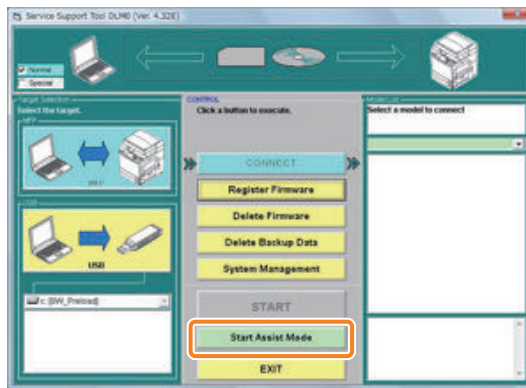 Service Support Tool DLM0 (Ver. 4.32E)
Normal
Special
Target Selection
Select the target.
MFP
MFP
USB
USB
c: [SW_Preload]
CONTROL
Click a button to execute.
CONNECT
Register Firmware
Delete Firmware
Delete Backup Data
System Management
START
Start Assist Mode
EXIT
Model List
Select a model to connect